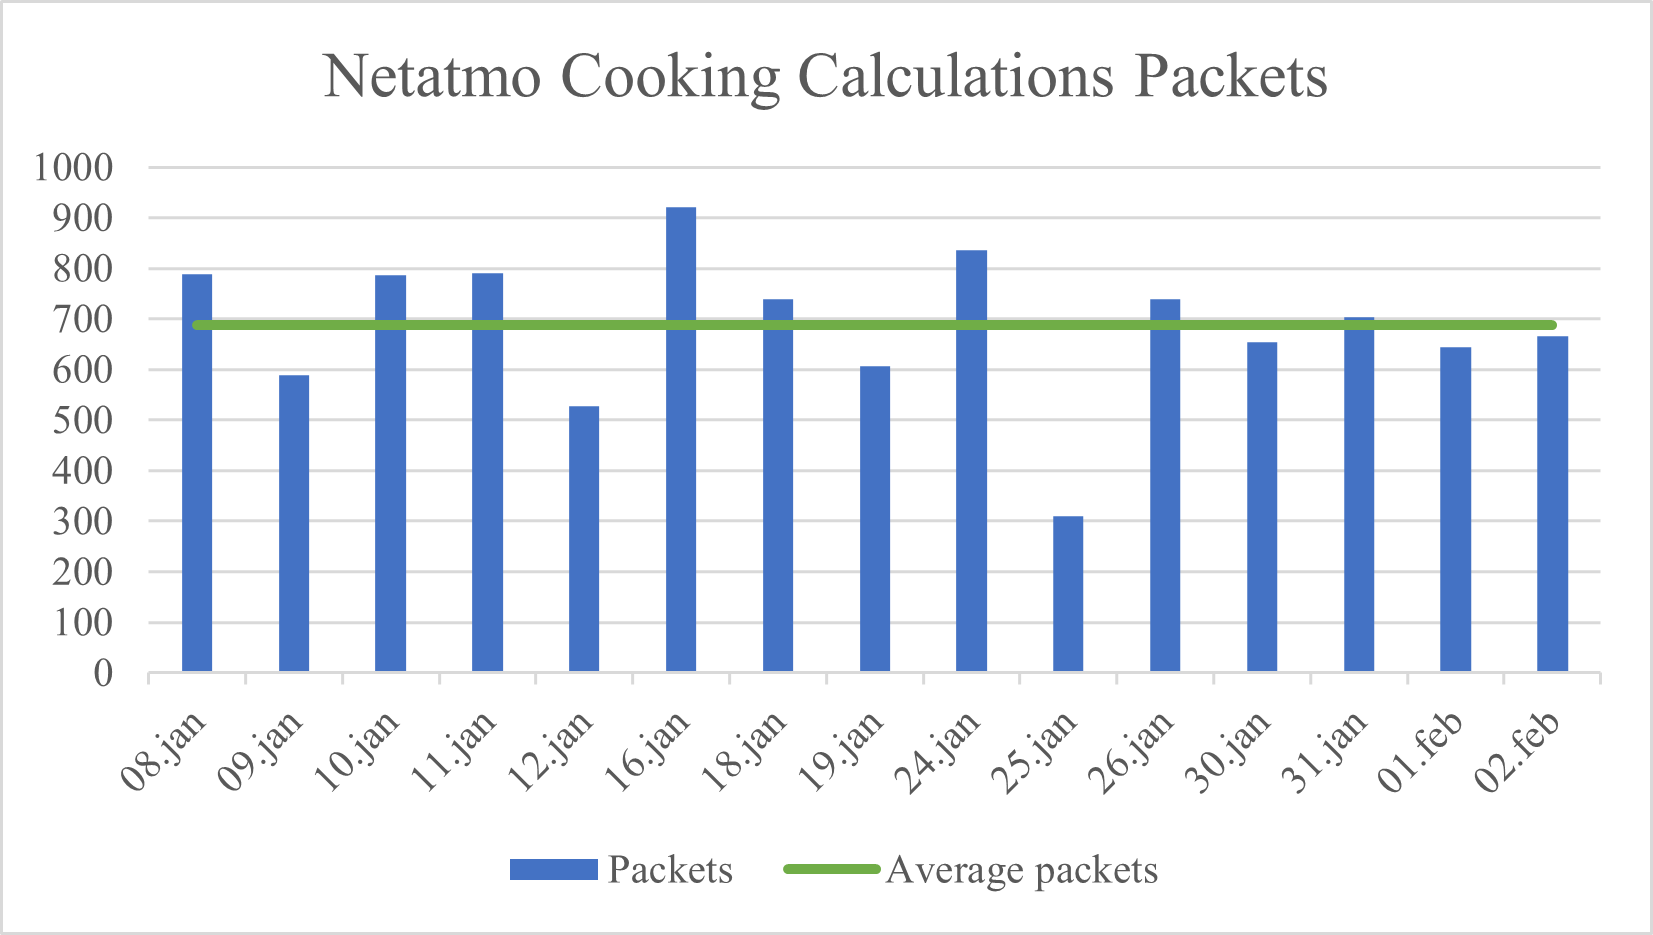 Netatmo Cooking Calculations Packets
1000
900
800
700
600
500
400
300
200
100
0
08.jan
09.jan
10.jan
11.jan
12.jan
16.jan
18.jan
19.jan
24.jan
25.jan
26.jan
30.jan
31.jan
01.feb
02.feb
Packets
Average packets